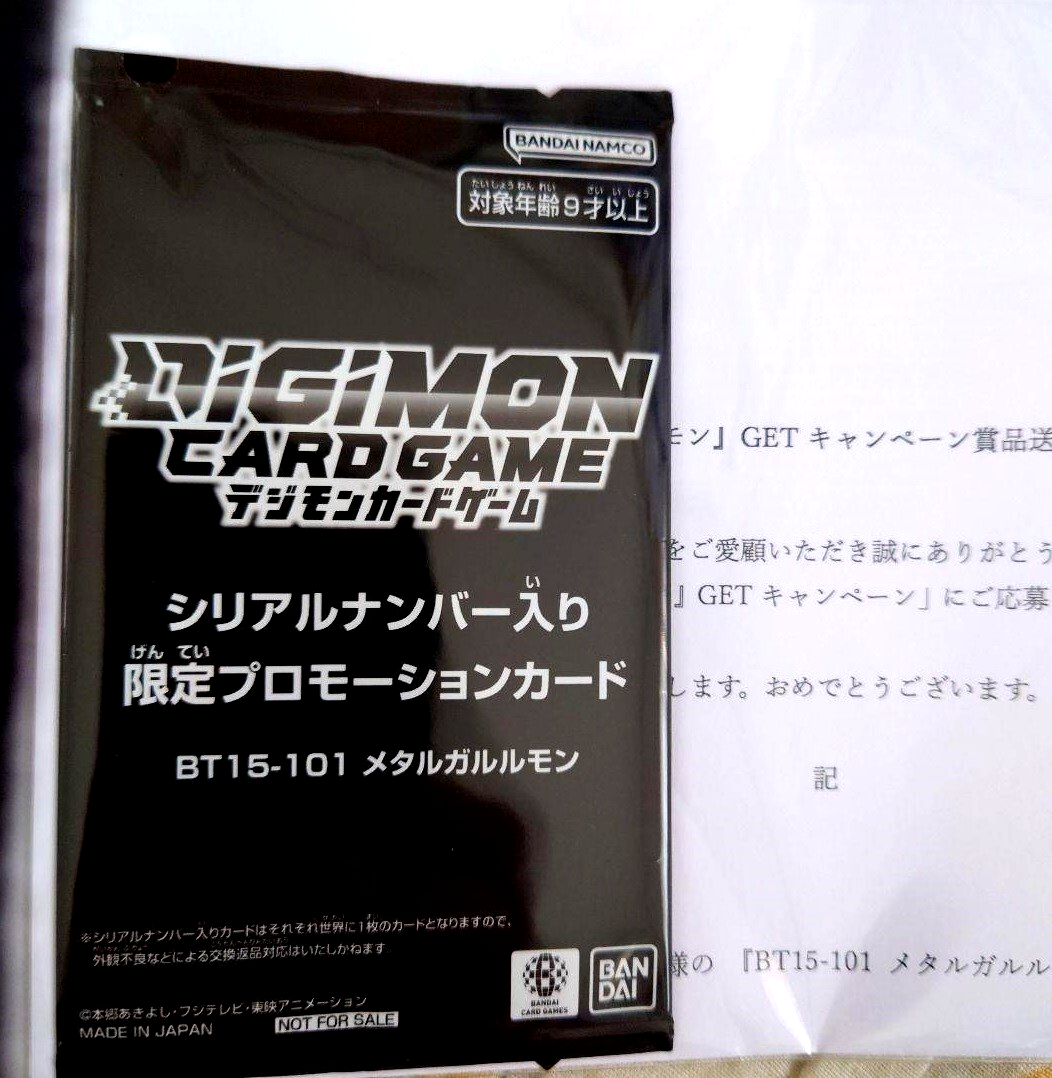 BANDAI NAMCO
たいしょうねんれい さい いじょう
対象年齢9才以上
DIGIMON
CARD GAME
デジモンカードゲーム
い
シリアルナンバー入り
げん てい
限定プロモーションカード
BT15-101 メタルガルルモン
※シリアルナンバー入りカードはそれぞれ世界に1枚のカードとなりますので、
外観不良などによる交換返品対応はいたしかねます。
©本郷あきよし・フジテレビ・東映アニメーション
MADE IN JAPAN
NOT FOR SALE
BANDAI
CARD GAMES
BAN
DAI
モン』GET キャンペーン賞品送
をご愛顧いただき誠にありがとう
』GET キャンペーン」にご応募
します。おめでとうございます。
記
様の 『BT15-101 メタルガルル